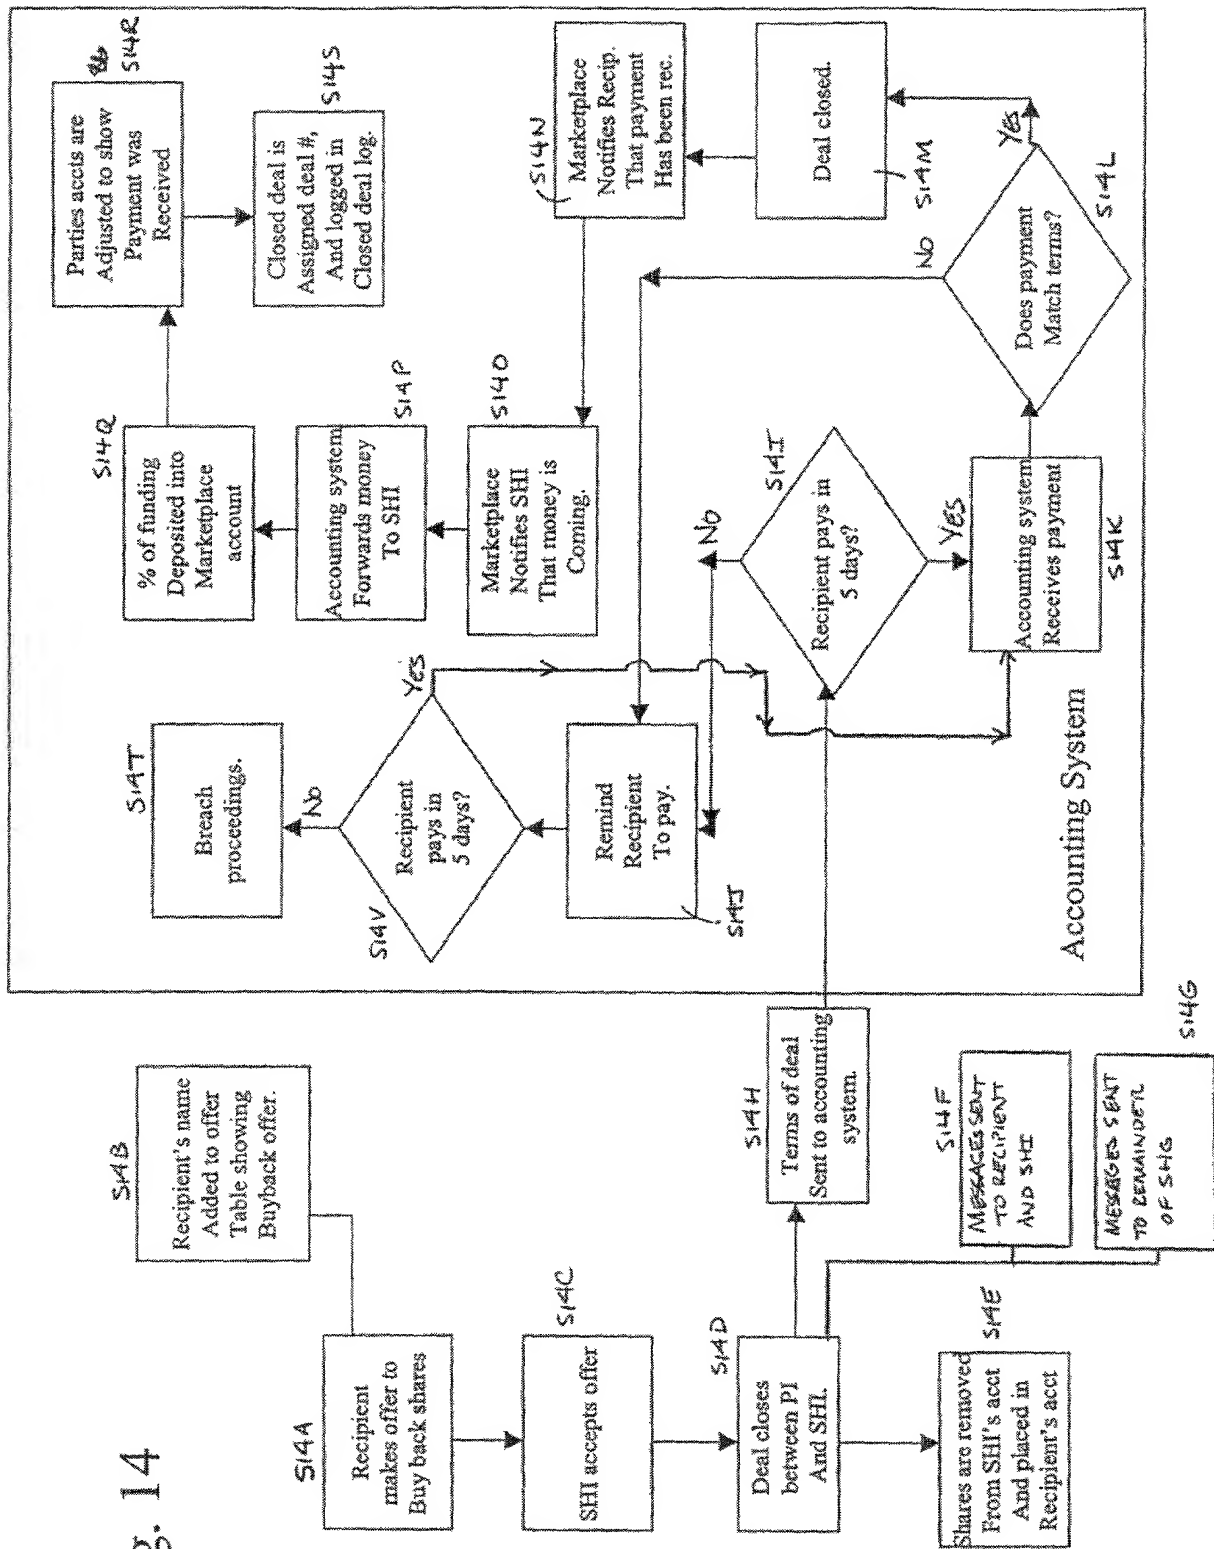 g. 14
S14A
Recipient
makes offer to
Buy back shares
S14B
Recipient's name
Added to offer
Table showing
Buyback offer.
S14C
SHI accepts offer
S14D
Deal closes
between PI
And SHI.
S14E
Shares are removed
From SHI's acct
And placed in
Recipient's acct
S14F
MESSAGES SENT
TO RECIPIENT
AND SHI
S14G
MESSAGES SENT
TO REMAINDER
OF SHG
S14H
Terms of deal
Sent to accounting
system.
Accounting System
S14I
Recipient pays in
5 days?
No
Yes
S14J
Remind
Recipient
To pay.
S14V
Recipient
pays in
5 days?
Yes
No
S14T
Breach
proceedings.
S14K
Accounting system
Receives payment
S14L
Does payment
Match terms?
No
Yes
S14M
Deal closed.
S14N
Marketplace
Notifies Recip.
That payment
Has been rec.
S14O
Marketplace
Notifies SHI
That money is
Coming.
S14P
Accounting system
Forwards money
To SHI
S14Q
% of funding
Deposited into
Marketplace
account
S14R
Parties accts are
Adjusted to show
Payment was
Received
S14S
Closed deal is
Assigned deal #,
And logged in
Closed deal log.